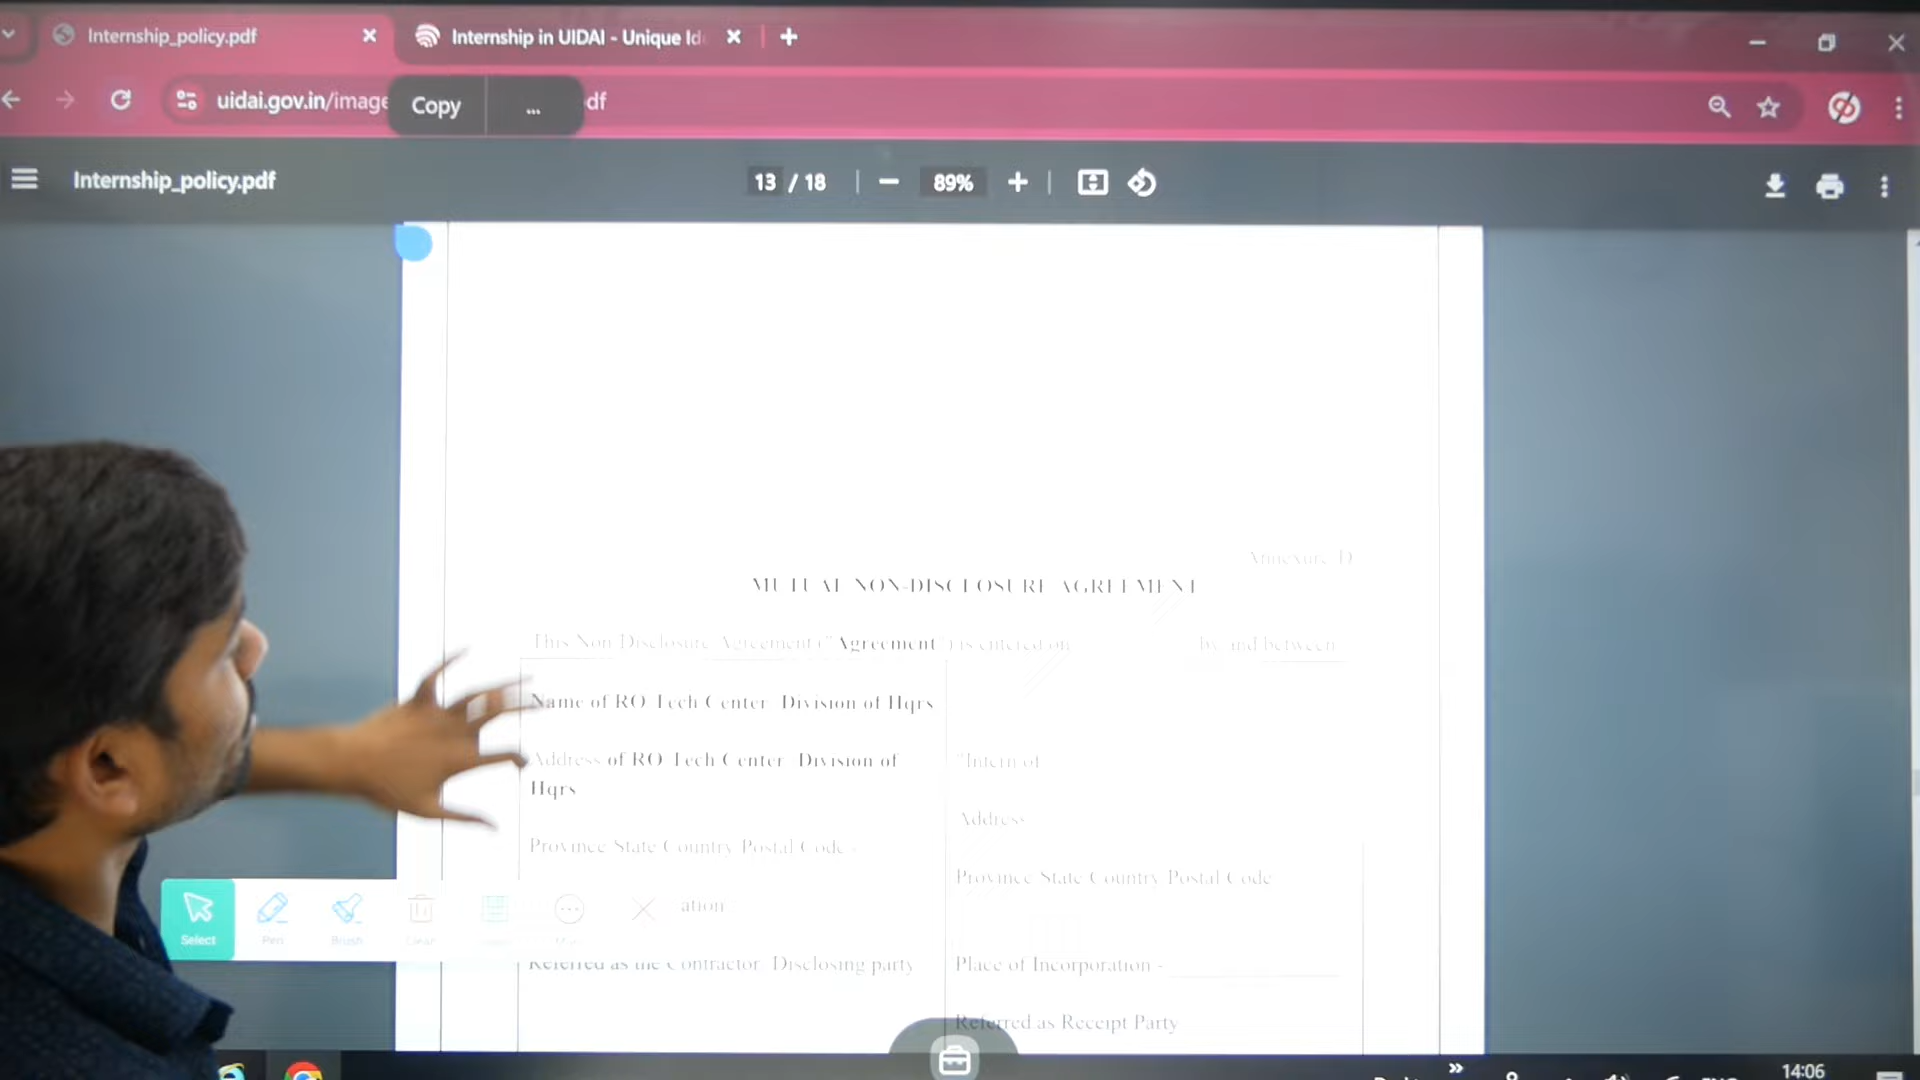 Internship_policy.pdf
Internship in UIDAI - Unique Id
uidai.gov.in/image
Copy
...
df
Internship_policy.pdf
13 / 18
89%
Annexure D
MUTUAL NON-DISCLOSURE AGREEMENT
This Non Disclosure Agreement ("Agreement") is entered on by and between
Name of RO Tech Center Division of Hqrs
Address of RO Tech Center Division of
Hqrs
"Intern of
Address
Province State Country Postal Code -
Province State Country Postal Code
ation
Select
Pen
Brush
Clear
Referred as the Contractor Disclosing party
Place of Incorporation -
Referred as Receipt Party
14:06